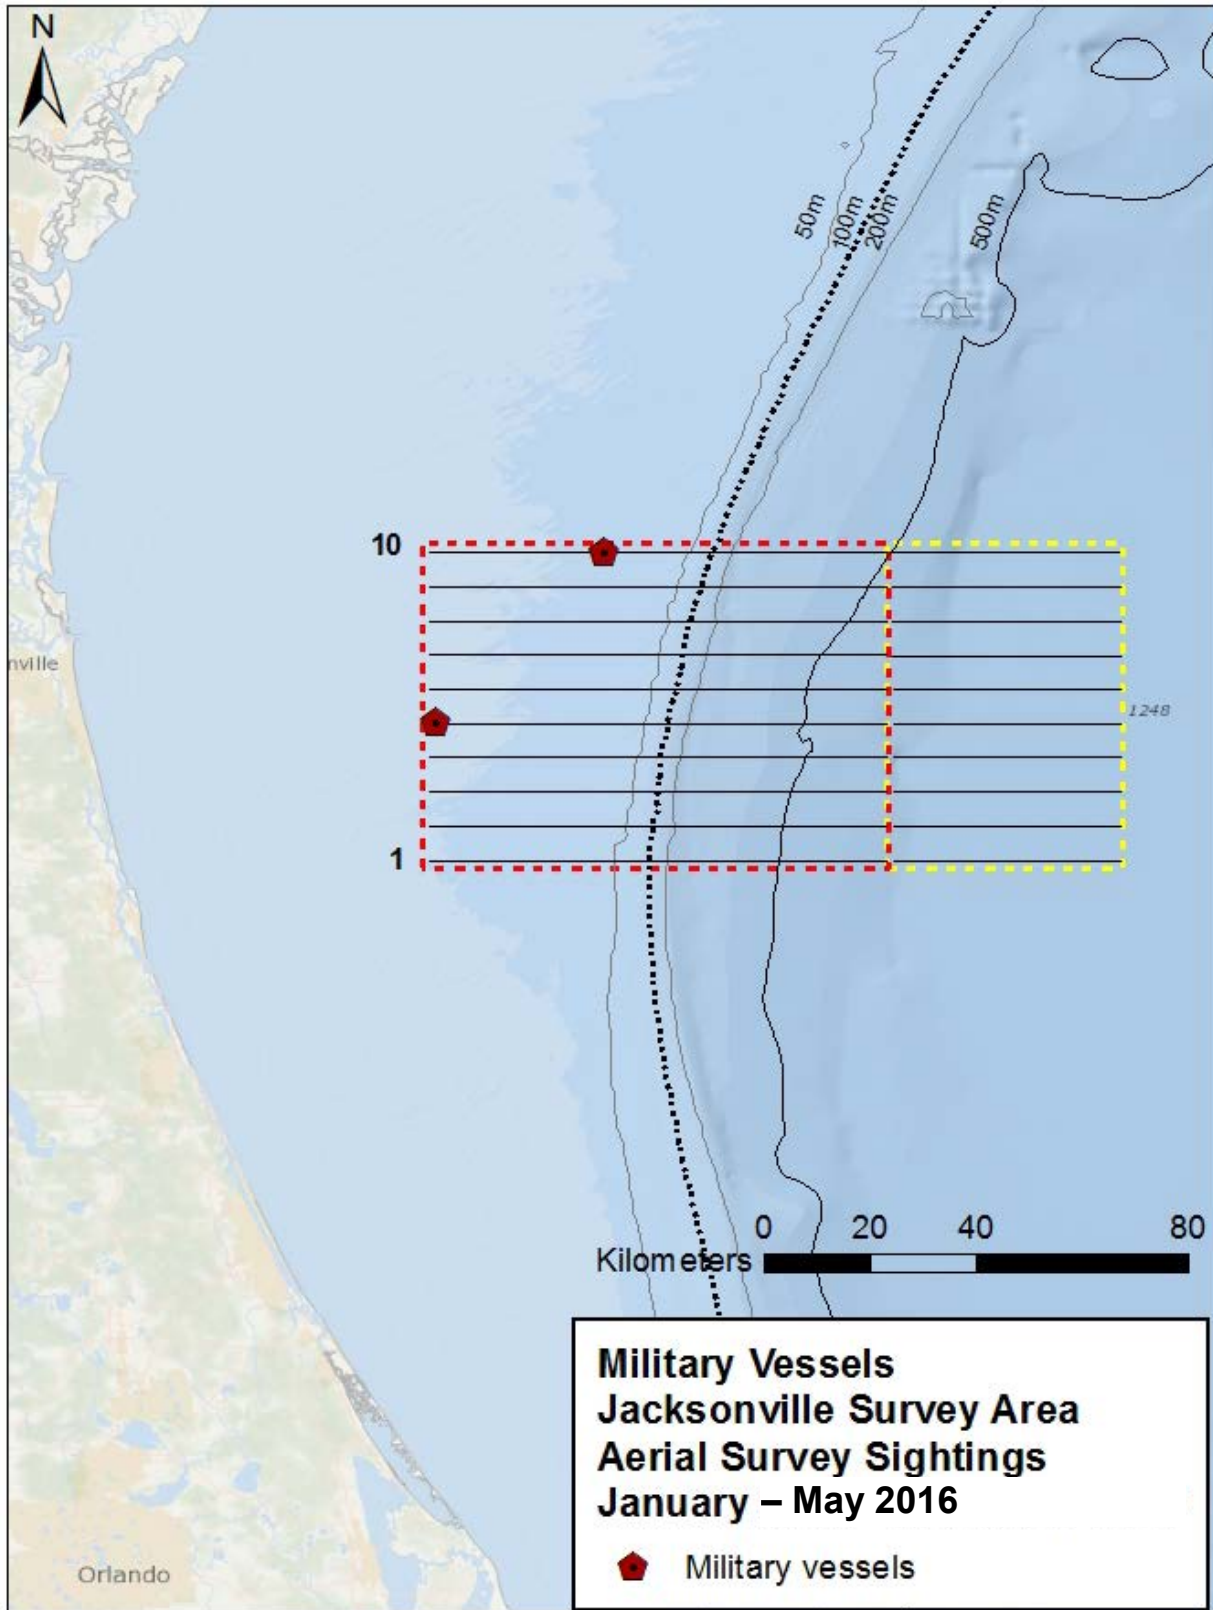 N
50m
100m
200m
500m
10
nville
1248
1
0 20 40 80
Kilometers
Military Vessels
Jacksonville Survey Area
Aerial Survey Sightings
January – May 2016
Military vessels
Orlando